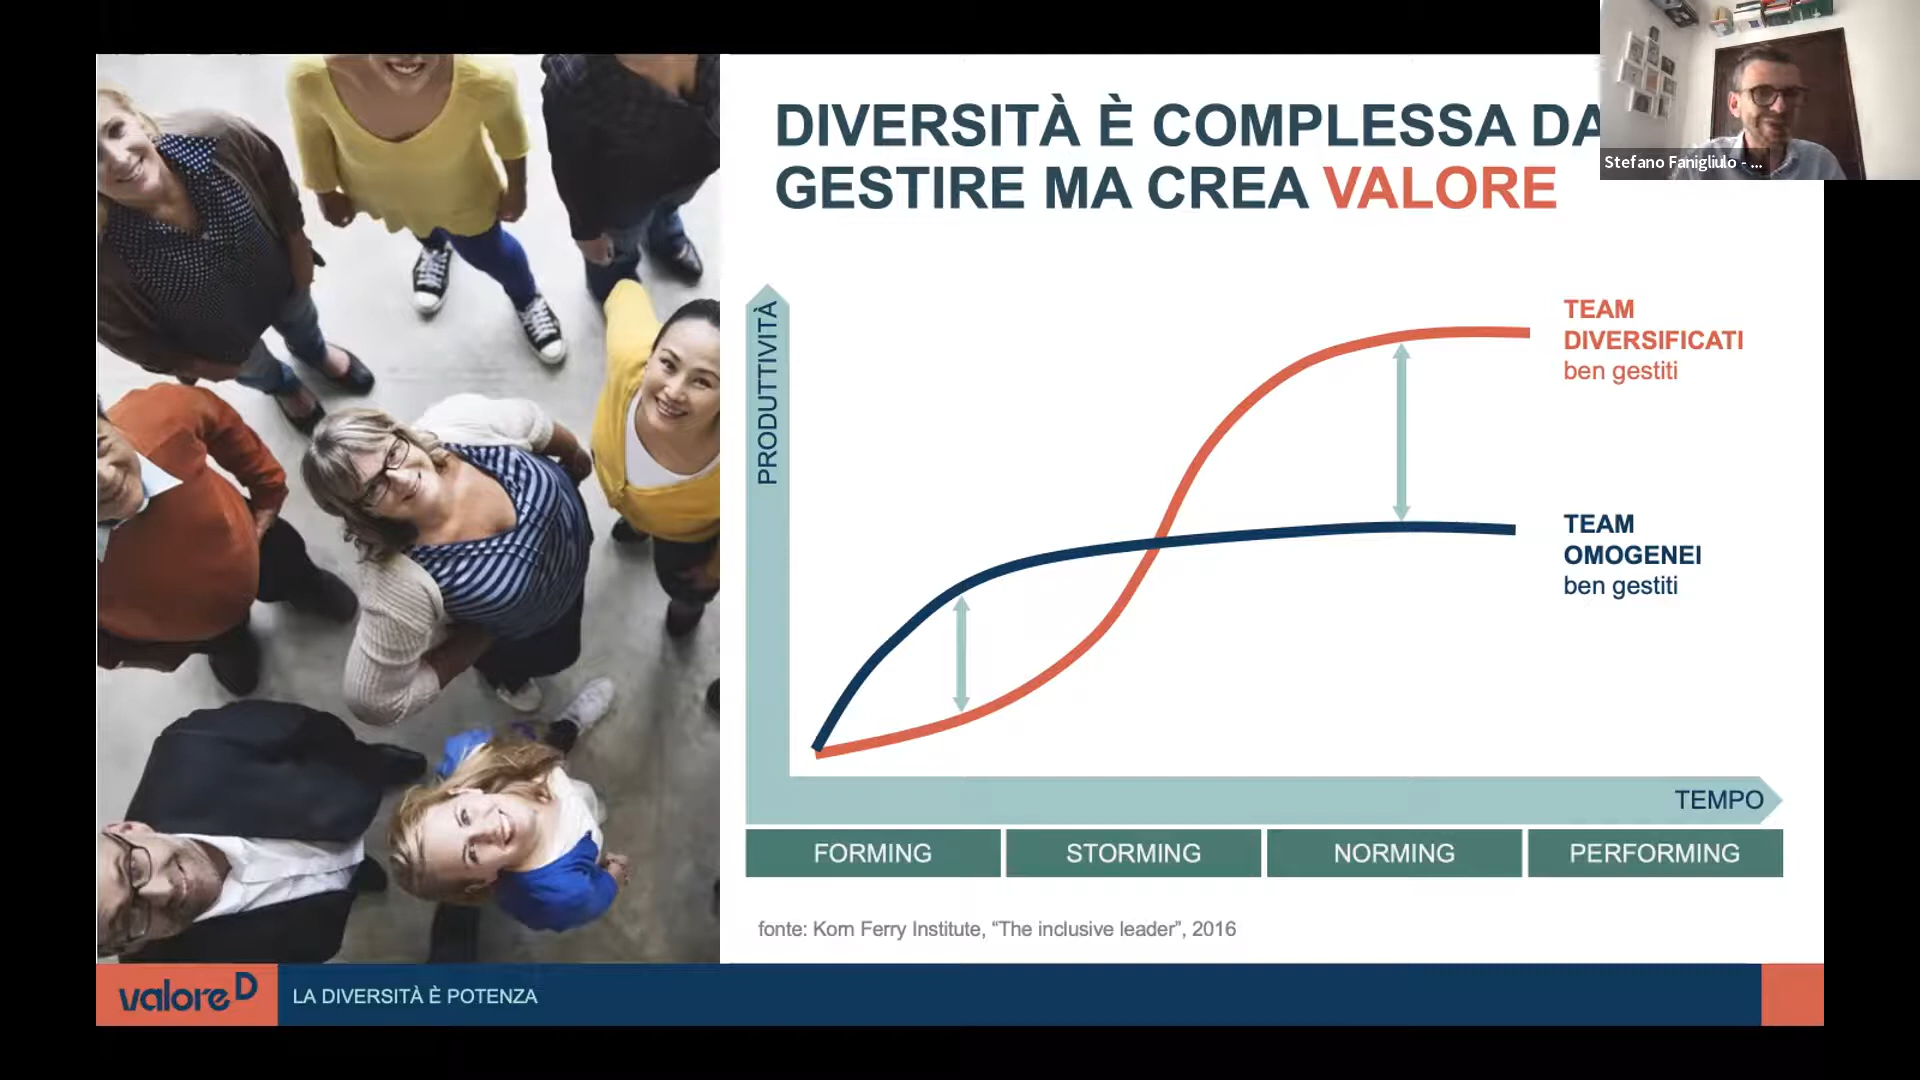 DIVERSITÀ È COMPLESSA DA
GESTIRE MA CREA VALORE
Stefano Fanigliulo - ...
PRODUTTIVITÀ
TEAM
DIVERSIFICATI
ben gestiti
TEAM
OMOGENEI
ben gestiti
TEMPO
FORMING
STORMING
NORMING
PERFORMING
fonte: Korn Ferry Institute, “The inclusive leader”, 2016
valore D
LA DIVERSITÀ È POTENZA